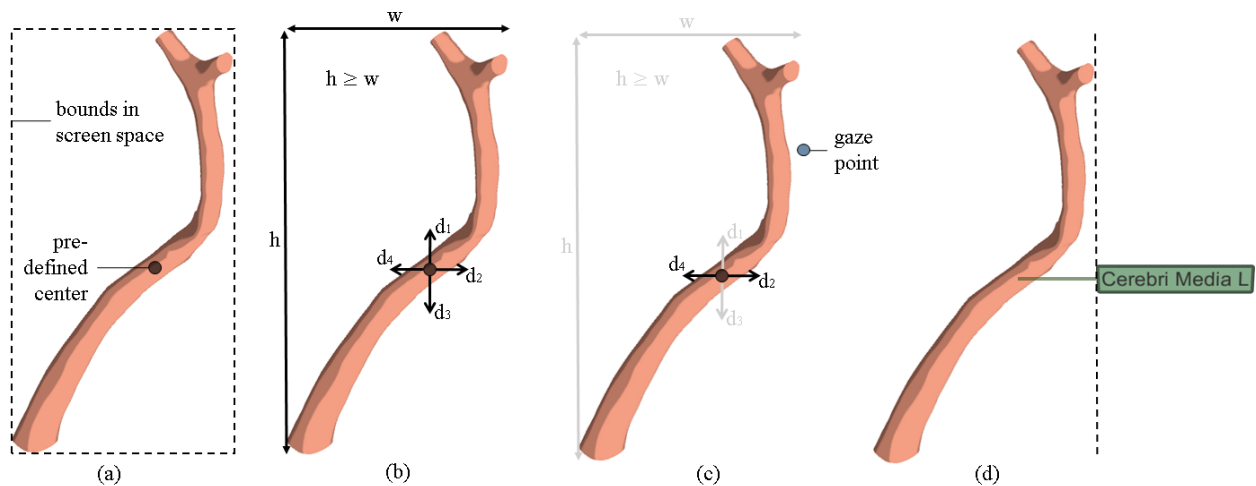 bounds in
screen space
pre-
defined
center
(a)
w
h ≥ w
h
d1
d4
d2
d3
(b)
w
h ≥ w
h
gaze
point
d1
d4
d2
d3
(c)
Cerebri Media L
(d)